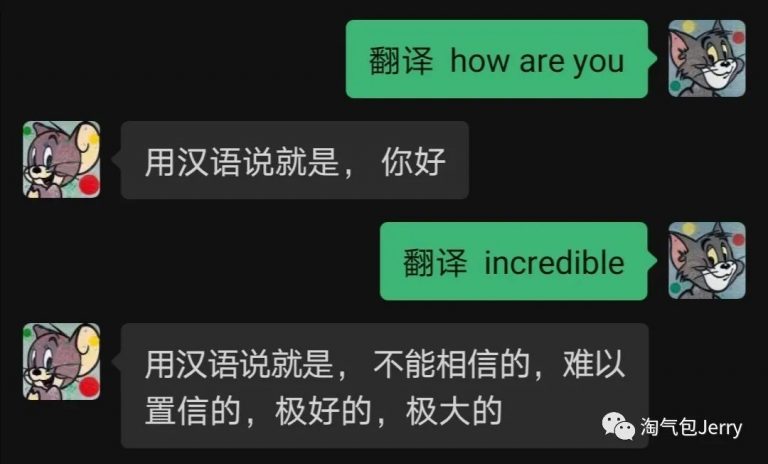 翻译 how are you
用汉语说就是， 你好
翻译 incredible
用汉语说就是， 不能相信的，难以
置信的，极好的，极大的
淘气包Jerry